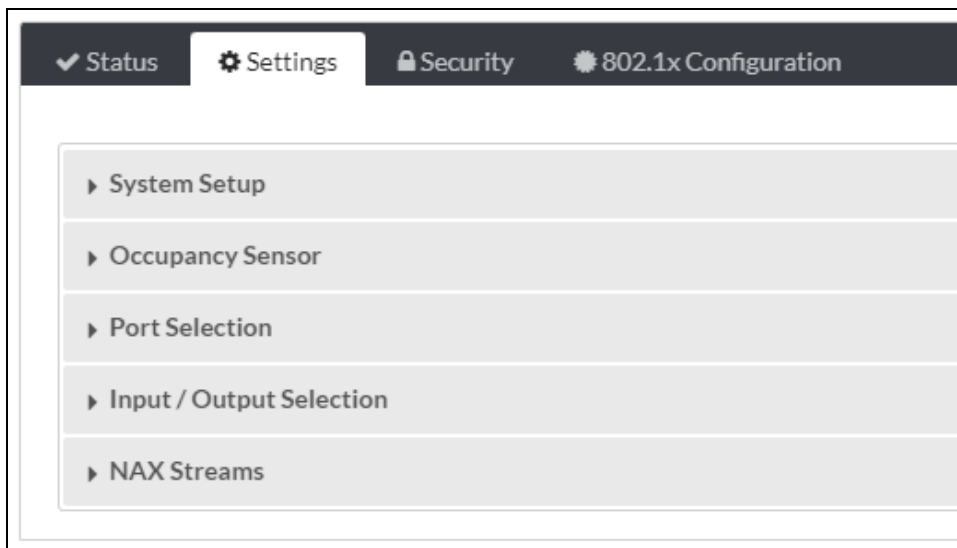 Status Settings Security 802.1x Configuration
System Setup
Occupancy Sensor
Port Selection
Input / Output Selection
NAX Streams